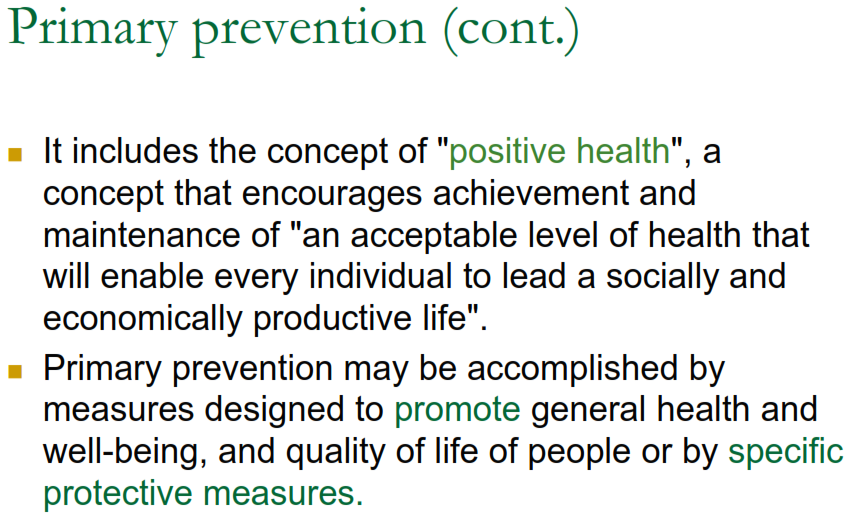 Primary prevention (cont.)
It includes the concept of "positive health", a
concept that encourages achievement and
maintenance of "an acceptable level of health that
will enable every individual to lead a socially and
economically productive life".
Primary prevention may be accomplished by
measures designed to promote general health and
well-being, and quality of life of people or by specific
protective measures.